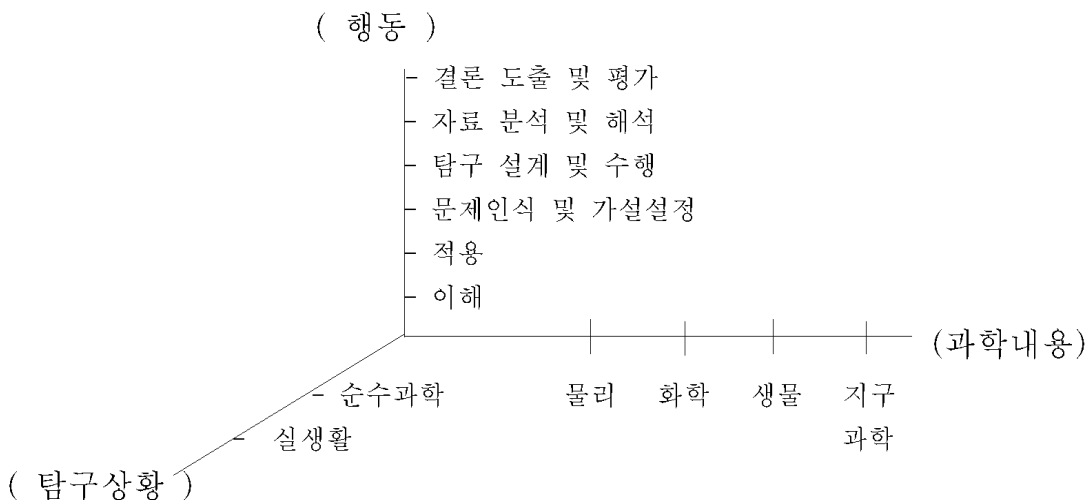 ( 행동 )
결론 도출 및 평가
자료 분석 및 해석
탐구 설계 및 수행
문제인식 및 가설설정
적용
이해
(과학내용)
물리 화학 생물 지구
과학
순수과학
실생활
( 탐구상황 )